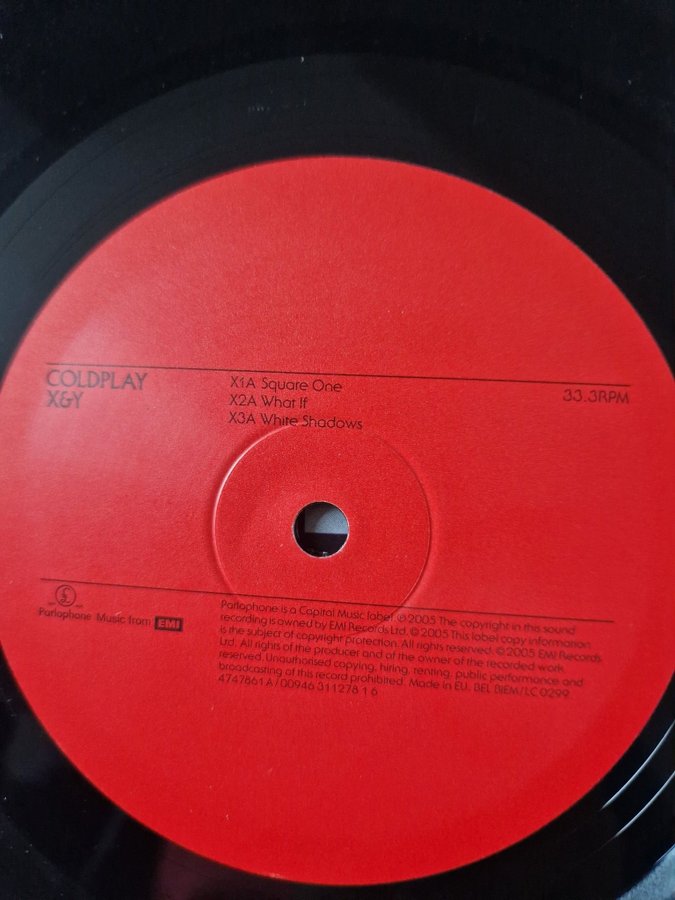 COLDPLAY
X&Y
X1A Square One
X2A What If
X3A White Shadows
33.3RPM
Parlophone Music from EMI
Parlophone is a Capitol Music label. ℗ 2005 The copyright in this sound
recording is owned by EMI Records Ltd. © 2005 This label copy information
is the subject of copyright protection. All rights reserved. © 2005 EMI Records
Ltd. All rights of the producer and of the owner of the recorded work
reserved. Unauthorised copying, hiring, renting, public performance and
broadcasting of this record prohibited. Made in EU. BEL BIEM/LC 0299
4747861 A / 00946 311278 1 6